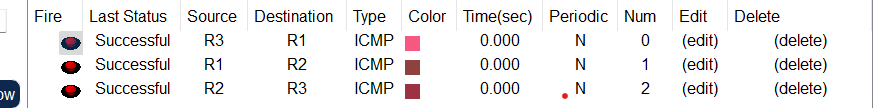 Fire Last Status Source Destination Type Color Time(sec) Periodic Num Edit Delete
Successful R3 R1 ICMP 0.000 N 0 (edit) (delete)
Successful R1 R2 ICMP 0.000 N 1 (edit) (delete)
ow Successful R2 R3 ICMP 0.000 N 2 (edit) (delete)